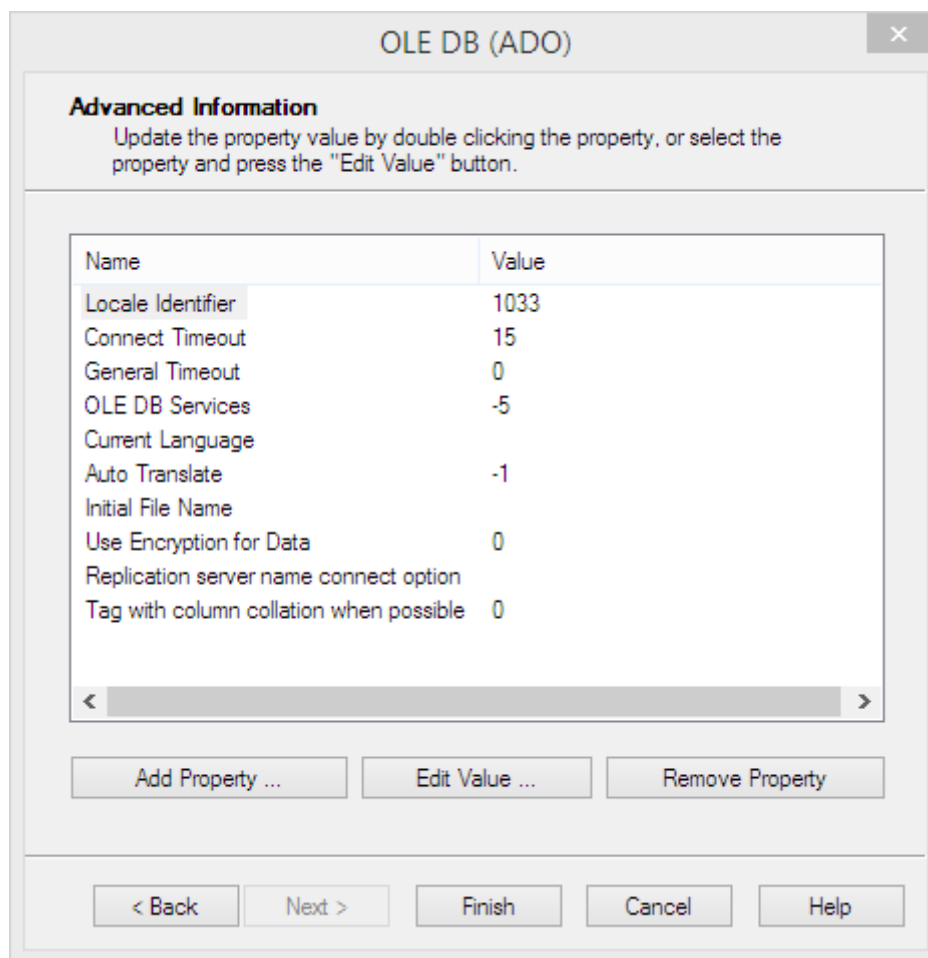 OLE DB (ADO)
Advanced Information
Update the property value by double clicking the property, or select the
property and press the "Edit Value" button.
Name Value
Locale Identifier 1033
Connect Timeout 15
General Timeout 0
OLE DB Services -5
Current Language
Auto Translate -1
Initial File Name
Use Encryption for Data 0
Replication server name connect option
Tag with column collation when possible 0
Add Property ... Edit Value ... Remove Property
< Back Next > Finish Cancel Help